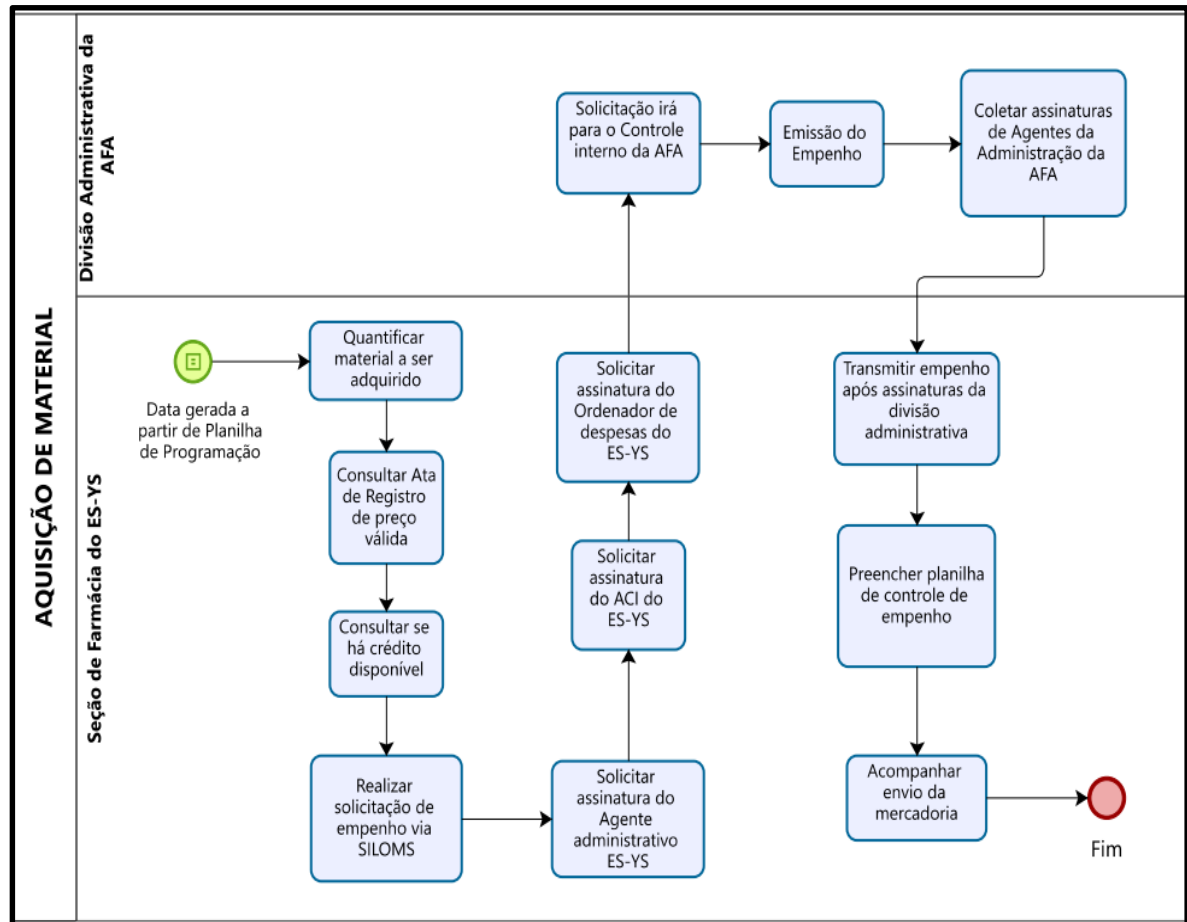 AQUISIÇÃO DE MATERIAL
Divisão Administrativa da
AFA
Solicitação irá
para o Controle
interno da AFA
Emissão do
Empenho
Coletar assinaturas
de Agentes da
Administração da
AFA
Seção de Farmácia do ES-YS
Data gerada a
partir de Planilha
de Programação
Quantificar
material a ser
adquirido
Consultar Ata
de Registro
de preço
válida
Consultar se
há crédito
disponível
Realizar
solicitação de
empenho via
SILOMS
Solicitar
assinatura do
Agente
administrativo
ES-YS
Solicitar
assinatura
do ACI do
ES-YS
Solicitar
assinatura do
Ordenador de
despesas do
ES-YS
Transmitir empenho
após assinaturas da
divisão
administrativa
Preencher planilha
de controle de
empenho
Acompanhar
envio da
mercadoria
Fim